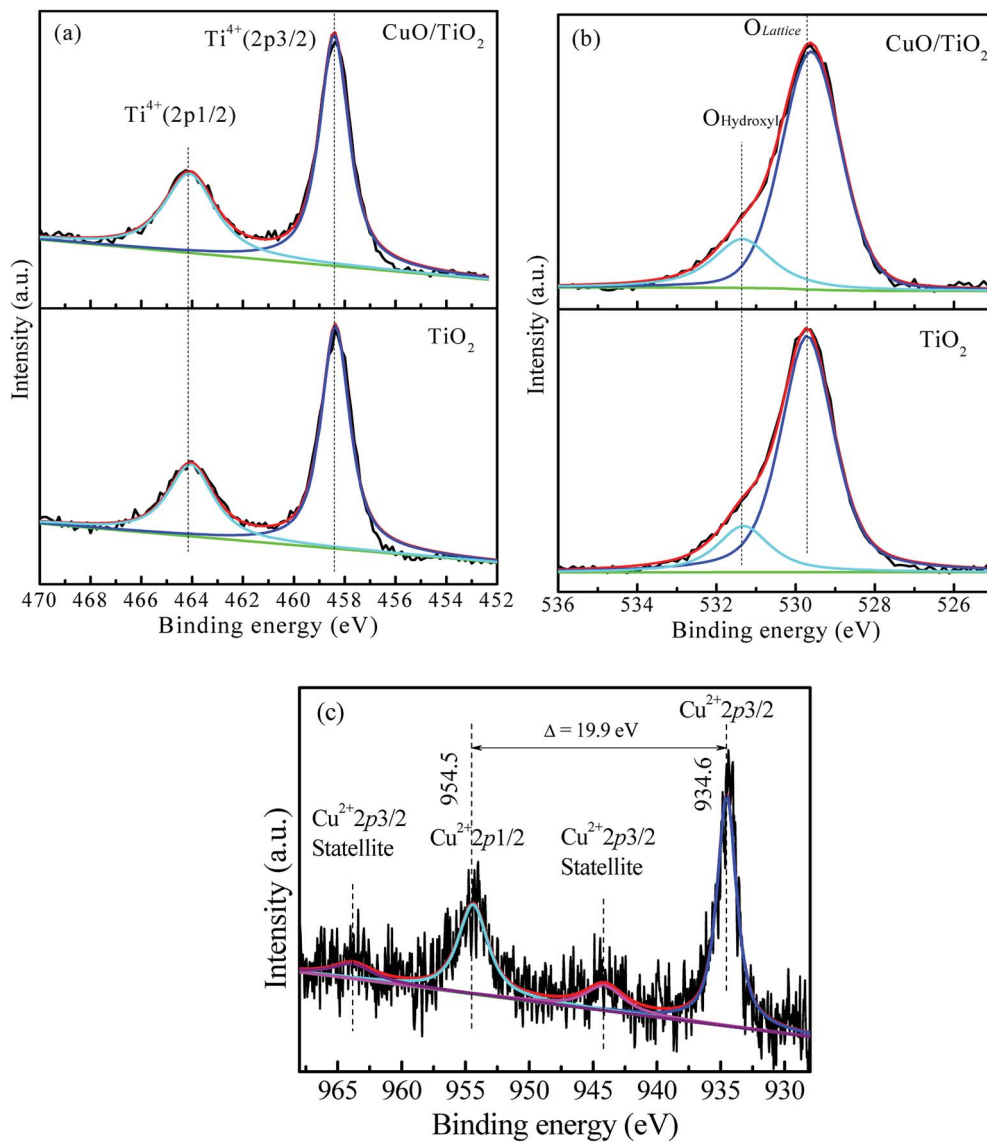 (a)
Ti⁴⁺(2p3/2)
CuO/TiO₂
Ti⁴⁺(2p1/2)
TiO₂
Intensity (a.u.)
470 468 466 464 462 460 458 456 454 452
Binding energy (eV)
(b)
O_Lattice
CuO/TiO₂
O_Hydroxyl
TiO₂
Intensity (a.u.)
536 534 532 530 528 526
Binding energy (eV)
(c)
Cu²⁺2p3/2
Δ = 19.9 eV
954.5
934.6
Cu²⁺2p3/2
Statellite
Cu²⁺2p1/2
Cu²⁺2p3/2
Statellite
Intensity (a.u.)
965 960 955 950 945 940 935 930
Binding energy (eV)